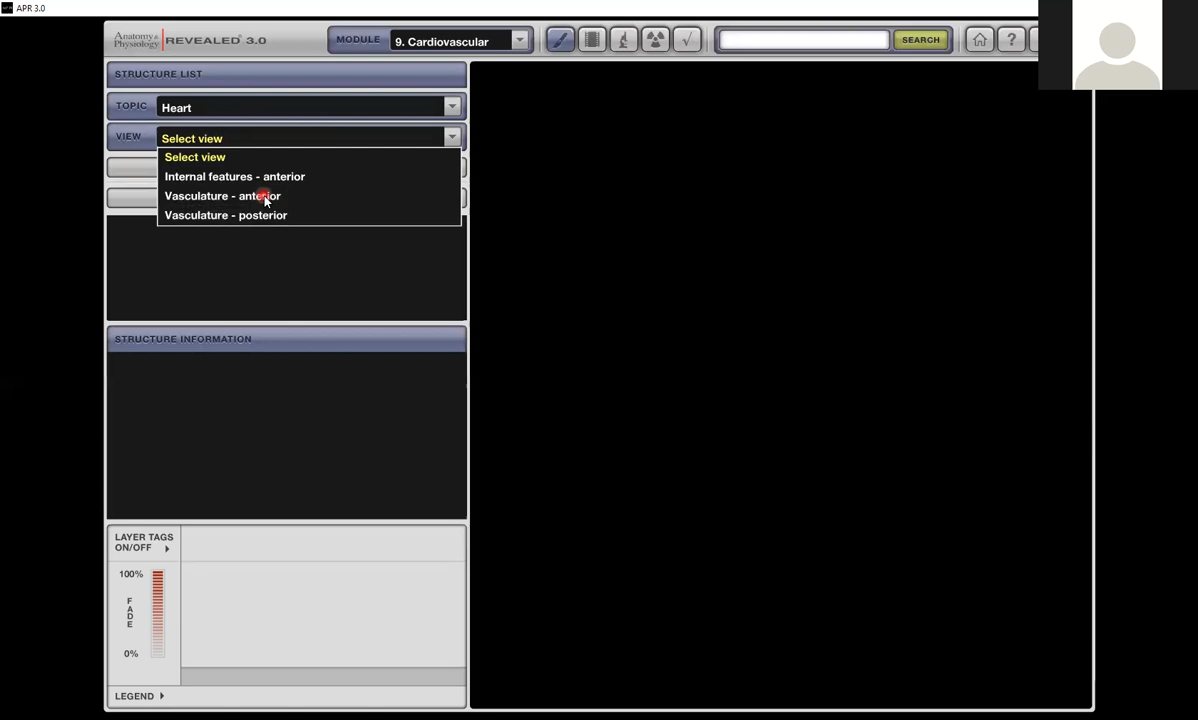 APR 3.0
Anatomy & Physiology REVEALED® 3.0
MODULE 9. Cardiovascular
SEARCH
?
STRUCTURE LIST
TOPIC Heart
VIEW Select view
Select view
Internal features - anterior
Vasculature - anterior
Vasculature - posterior
STRUCTURE INFORMATION
LAYER TAGS
ON/OFF
100%
FADE
0%
LEGEND